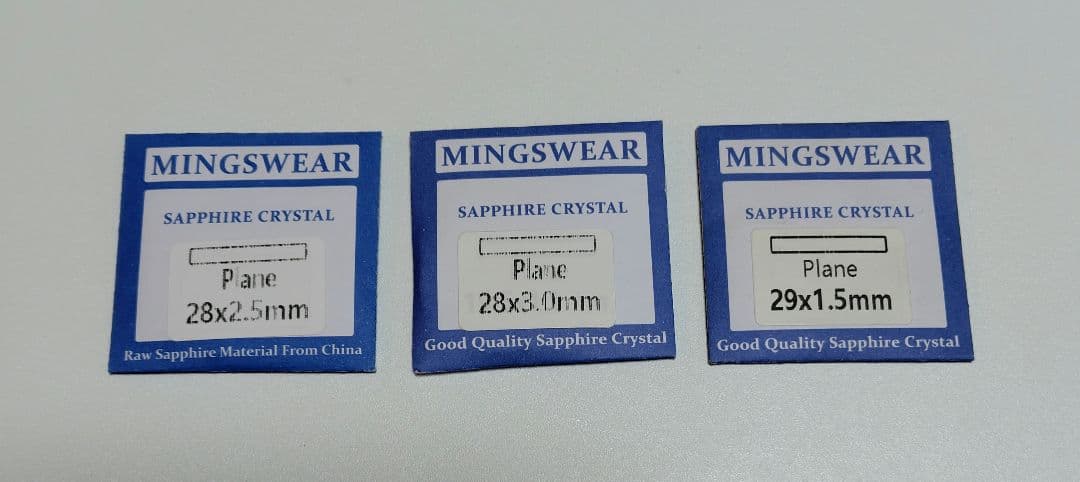 MINGSWEAR
SAPPHIRE CRYSTAL
Plane
28x2.5mm
Raw Sapphire Material From China
MINGSWEAR
SAPPHIRE CRYSTAL
Plane
28x3.0mm
Good Quality Sapphire Crystal
MINGSWEAR
SAPPHIRE CRYSTAL
Plane
29x1.5mm
Good Quality Sapphire Crystal